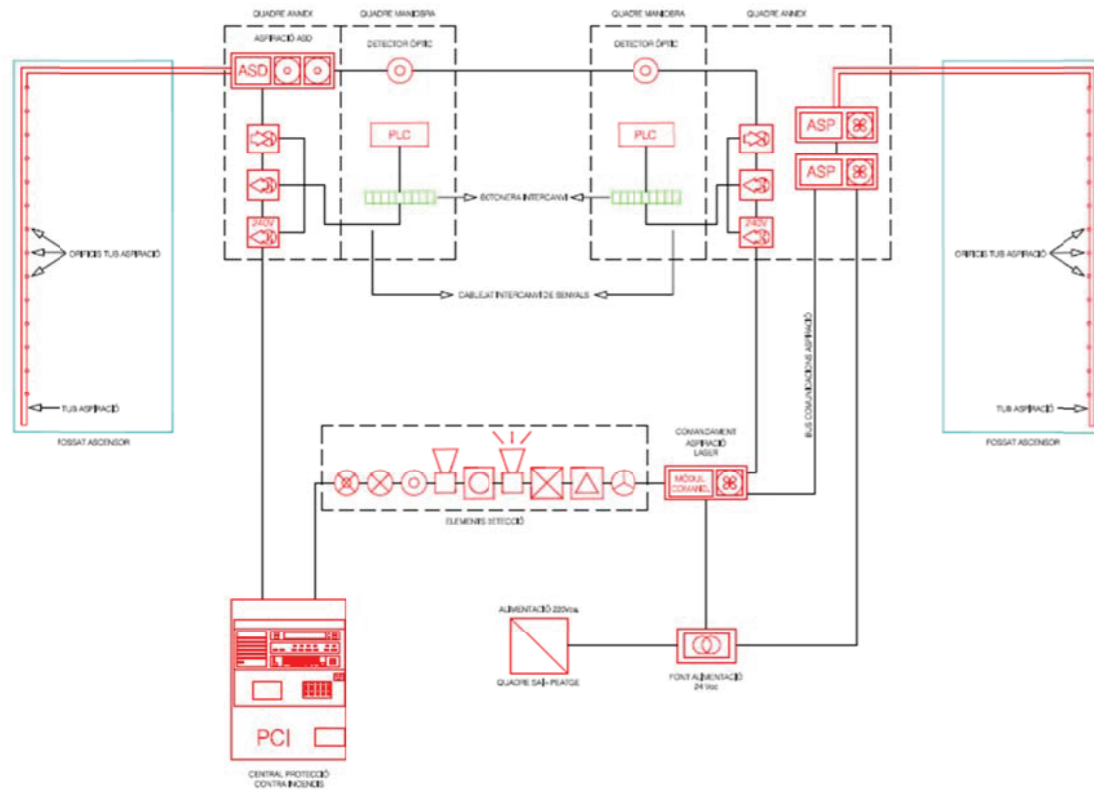 QUADRE ANNEX
QUADRE MANIOBRA
QUADRE MANIOBRA
QUADRE ANNEX
ASPIRACIÓ ASD
DETECTOR ÒPTIC
DETECTOR ÒPTIC
ASD
ASP
ASP
PLC
PLC
240V
240V
BOTONERA INTERCANVI
ORIFICIS TUB ASPIRACIÓ
ORIFICIS TUB ASPIRACIÓ
CABLEJAT INTERCANVI DE SENYALS
BUS COMUNICACIONS ASPIRACIÓ
TUB ASPIRACIÓ
TUB ASPIRACIÓ
FOSSAT ASCENSOR
FOSSAT ASCENSOR
COMANDAMENT
ASPIRACIÓ
LASER
MÒDUL
COMAND.
ELEMENTS DETECCIÓ
ALIMENTACIÓ 220Vca.
QUADRE SAI - PEATGE
FONT ALIMENTACIÓ
24 Vcc
PCI
CENTRAL PROTECCIÓ
CONTRA INCENDIS